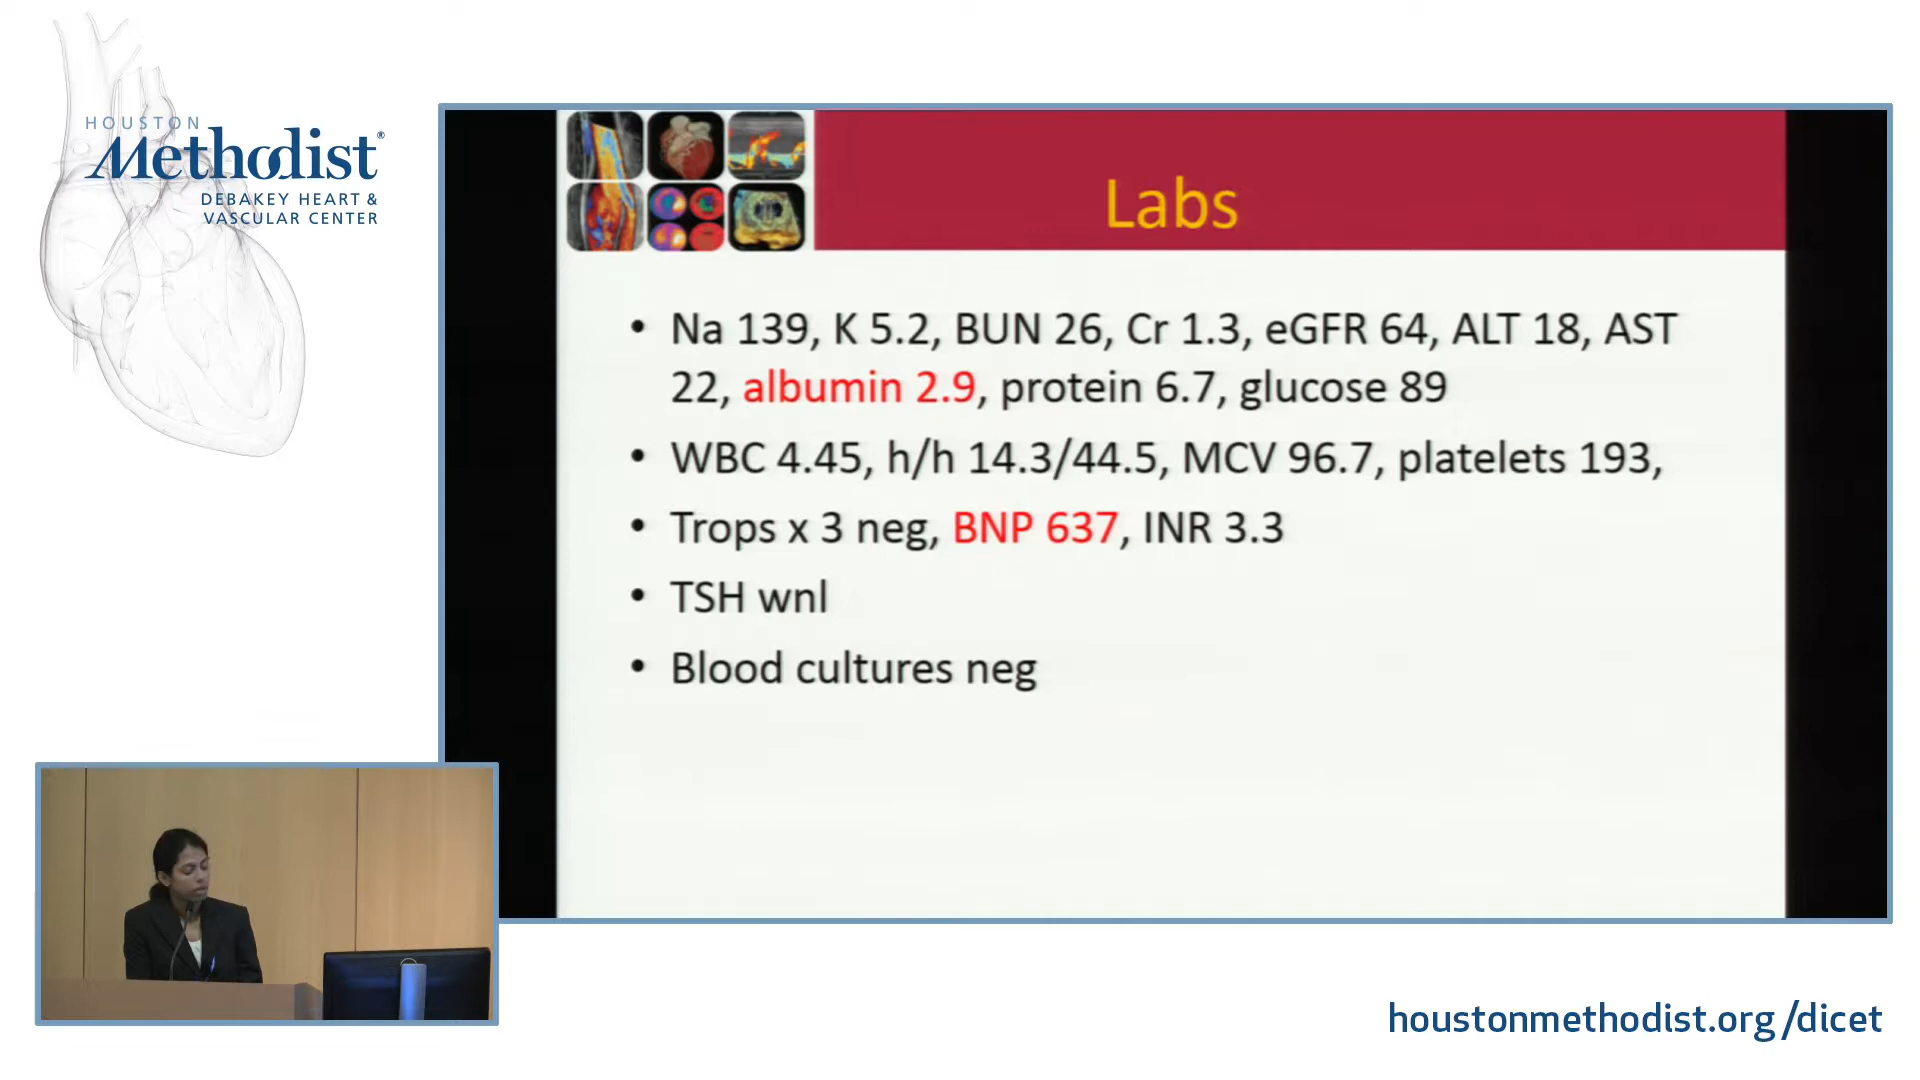 HOUSTON
Methodist®
DEBAKEY HEART &
VASCULAR CENTER
Labs
• Na 139, K 5.2, BUN 26, Cr 1.3, eGFR 64, ALT 18, AST
22, albumin 2.9, protein 6.7, glucose 89
• WBC 4.45, h/h 14.3/44.5, MCV 96.7, platelets 193,
• Trops x 3 neg, BNP 637, INR 3.3
• TSH wnl
• Blood cultures neg
houstonmethodist.org/dicet